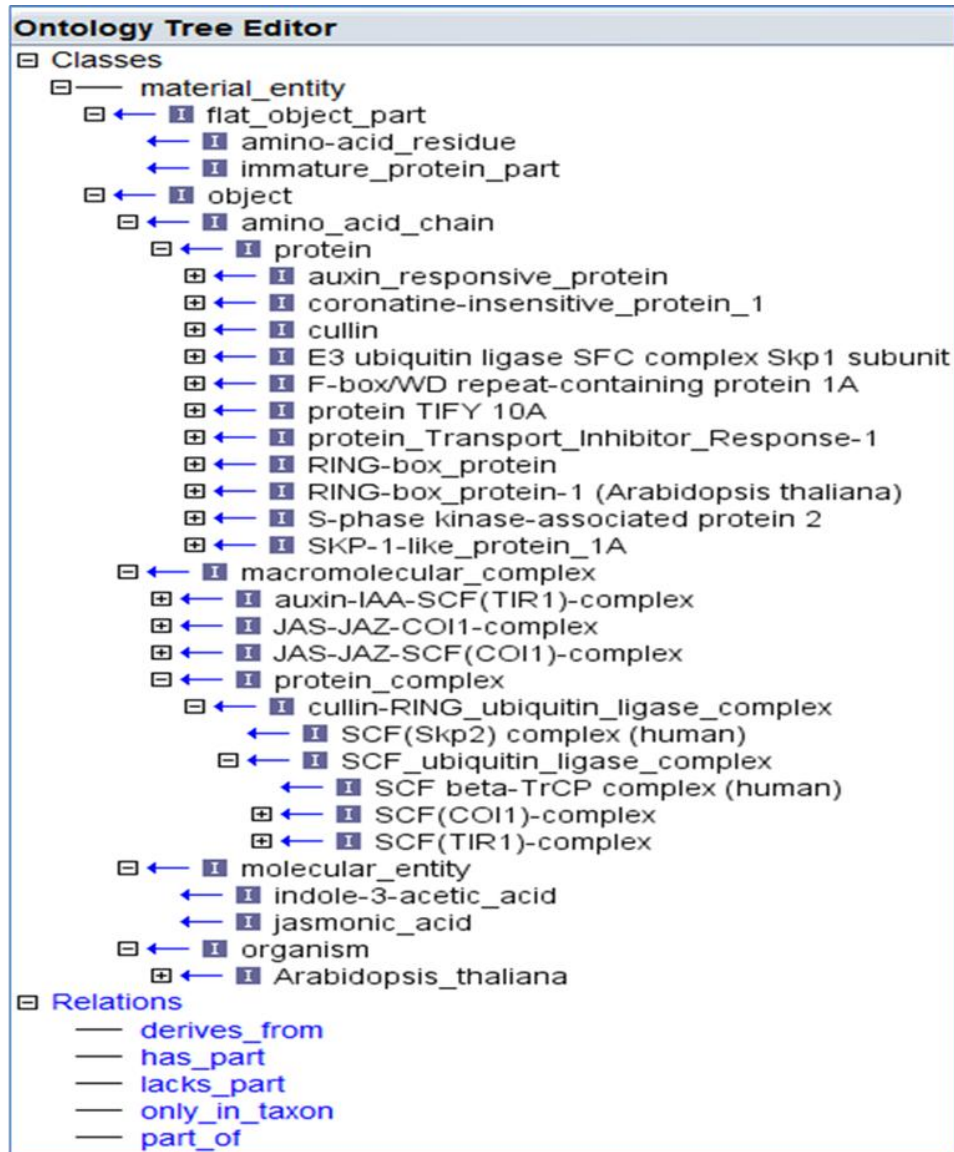 Ontology Tree Editor
Classes
material_entity
I flat_object_part
I amino-acid_residue
I immature_protein_part
I object
I amino_acid_chain
I protein
I auxin_responsive_protein
I coronatine-insensitive_protein_1
I cullin
I E3 ubiquitin ligase SFC complex Skp1 subunit
I F-box/WD repeat-containing protein 1A
I protein TIFY 10A
I protein_Transport_Inhibitor_Response-1
I RING-box_protein
I RING-box_protein-1 (Arabidopsis thaliana)
I S-phase kinase-associated protein 2
I SKP-1-like_protein_1A
I macromolecular_complex
I auxin-IAA-SCF(TIR1)-complex
I JAS-JAZ-COI1-complex
I JAS-JAZ-SCF(COI1)-complex
I protein_complex
I cullin-RING_ubiquitin_ligase_complex
I SCF(Skp2) complex (human)
I SCF_ubiquitin_ligase_complex
I SCF beta-TrCP complex (human)
I SCF(COI1)-complex
I SCF(TIR1)-complex
I molecular_entity
I indole-3-acetic_acid
I jasmonic_acid
I organism
I Arabidopsis_thaliana
Relations
derives_from
has_part
lacks_part
only_in_taxon
part_of